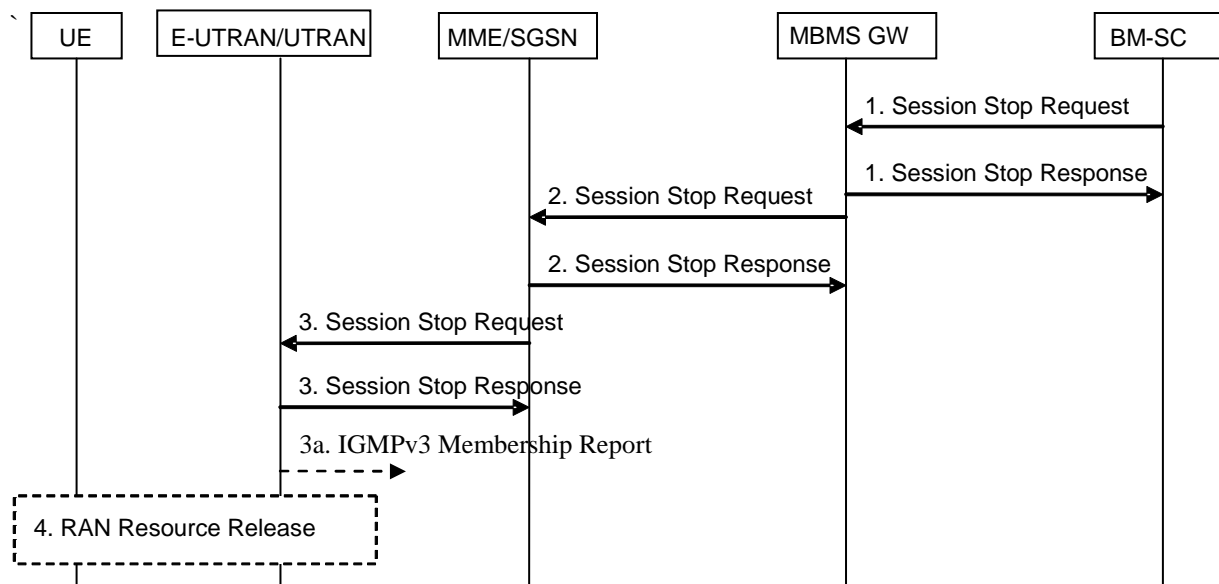 `
UE
E-UTRAN/UTRAN
MME/SGSN
MBMS GW
BM-SC
1. Session Stop Request
1. Session Stop Response
2. Session Stop Request
2. Session Stop Response
3. Session Stop Request
3. Session Stop Response
3a. IGMPv3 Membership Report
4. RAN Resource Release